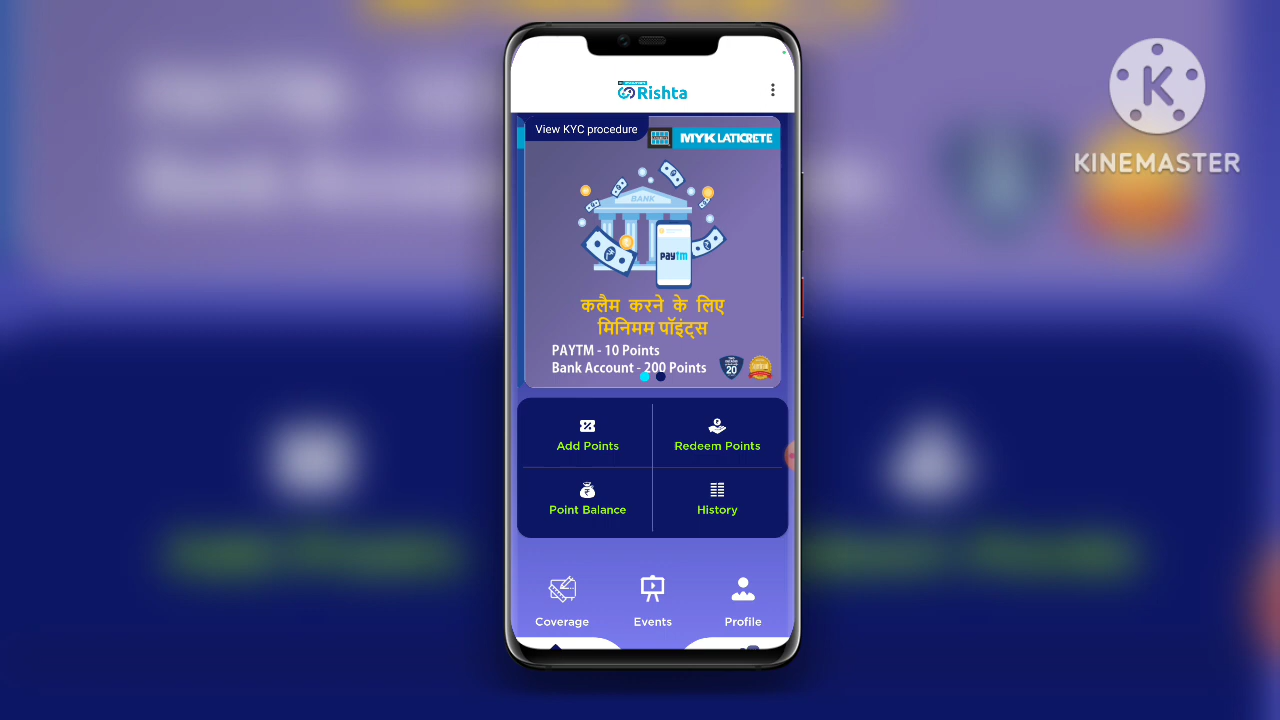 Rishta
View KYC procedure
MYK LATICRETE
BANK
paytm
कलैम करने के लिए
मिनिमम पॉइंट्स
PAYTM - 10 Points
Bank Account - 200 Points
20
Add Points
Redeem Points
Point Balance
History
Coverage
Events
Profile
K
KINEMASTER